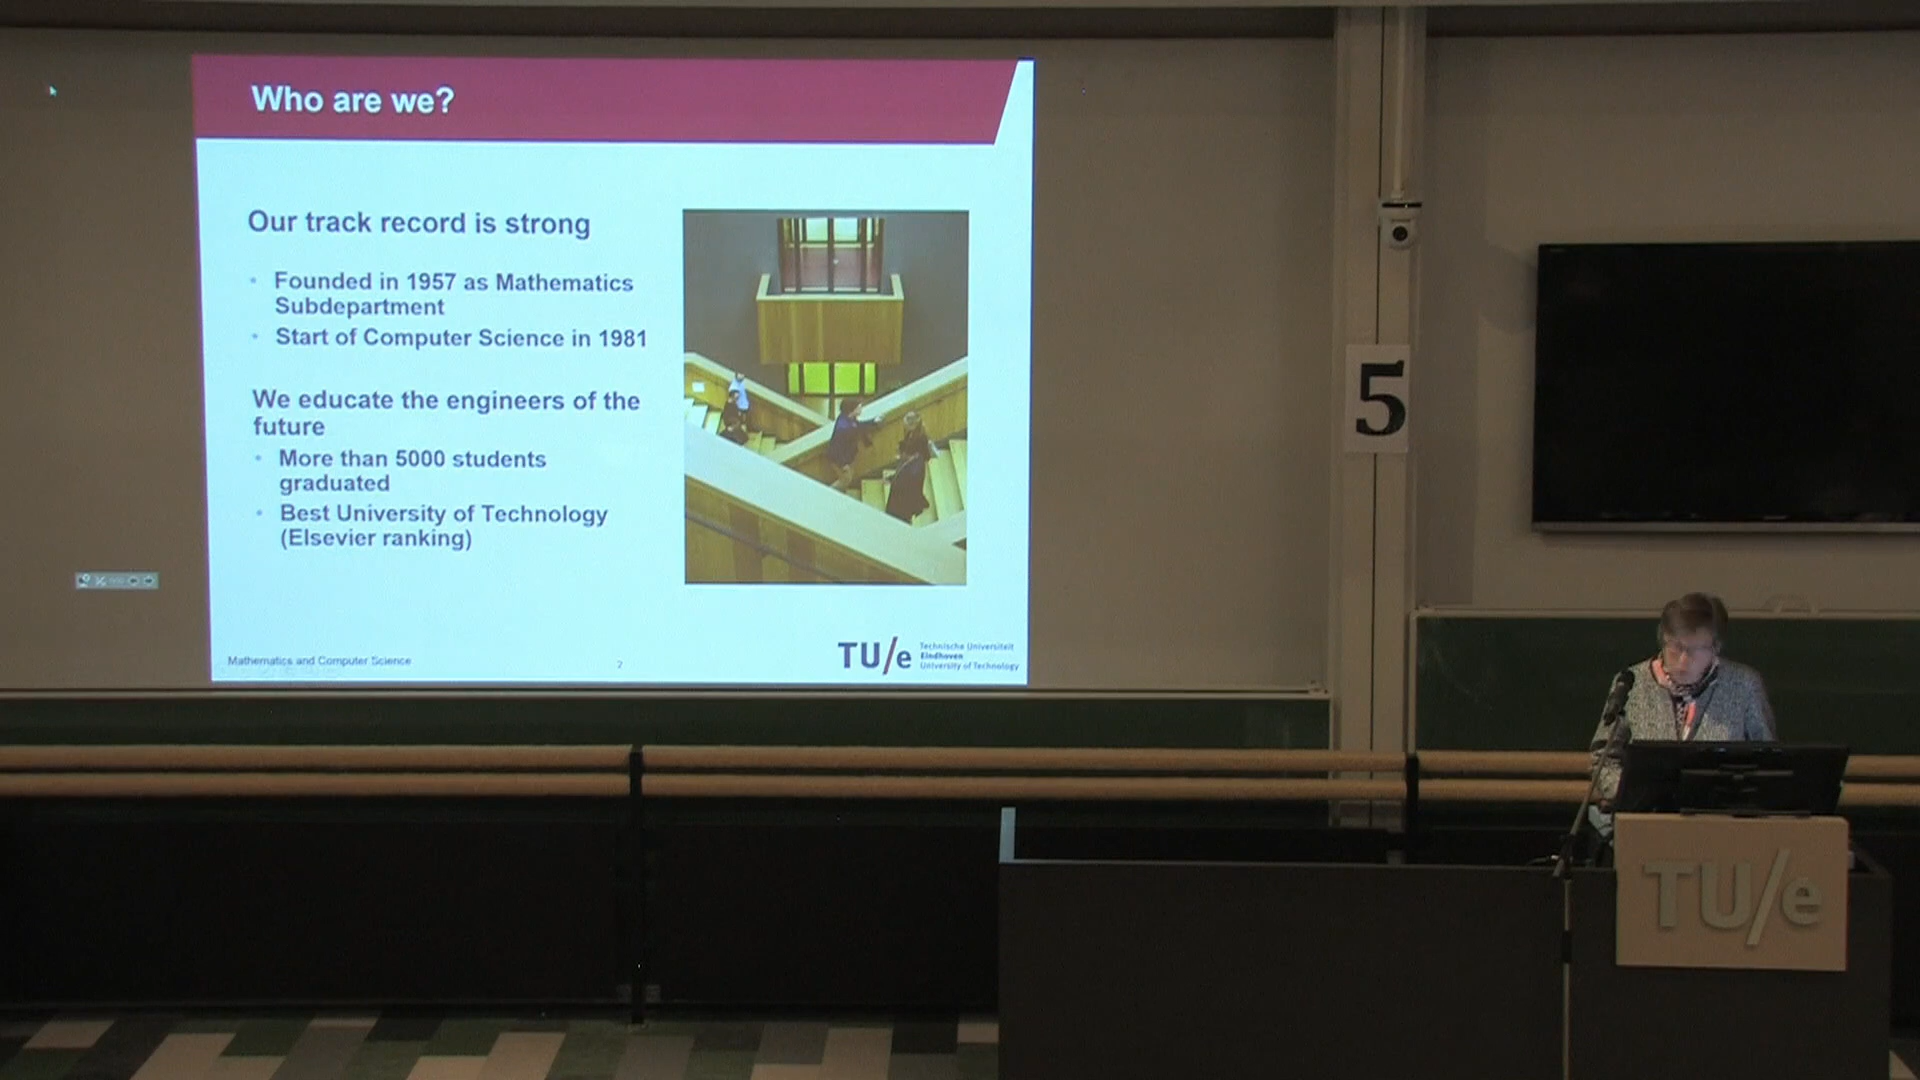 Who are we?
Our track record is strong
Founded in 1957 as Mathematics
Subdepartment
Start of Computer Science in 1981
We educate the engineers of the
future
More than 5000 students
graduated
Best University of Technology
(Elsevier ranking)
Mathematics and Computer Science
2
TU/e
Technische Universiteit
Eindhoven
University of Technology
5
TU/e